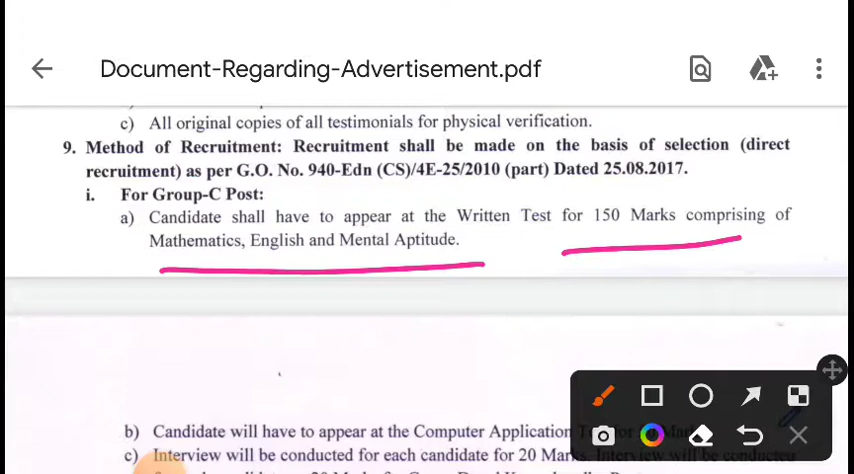 Document-Regarding-Advertisement.pdf
c) All original copies of all testimonials for physical verification.
9. Method of Recruitment: Recruitment shall be made on the basis of selection (direct
recruitment) as per G.O. No. 940-Edn (CS)/4E-25/2010 (part) Dated 25.08.2017.
i. For Group-C Post:
a) Candidate shall have to appear at the Written Test for 150 Marks comprising of
Mathematics, English and Mental Aptitude.
b) Candidate will have to appear at the Computer Application
c) Interview will be conducted for each candidate for 20 Marks. Interview will be conducted